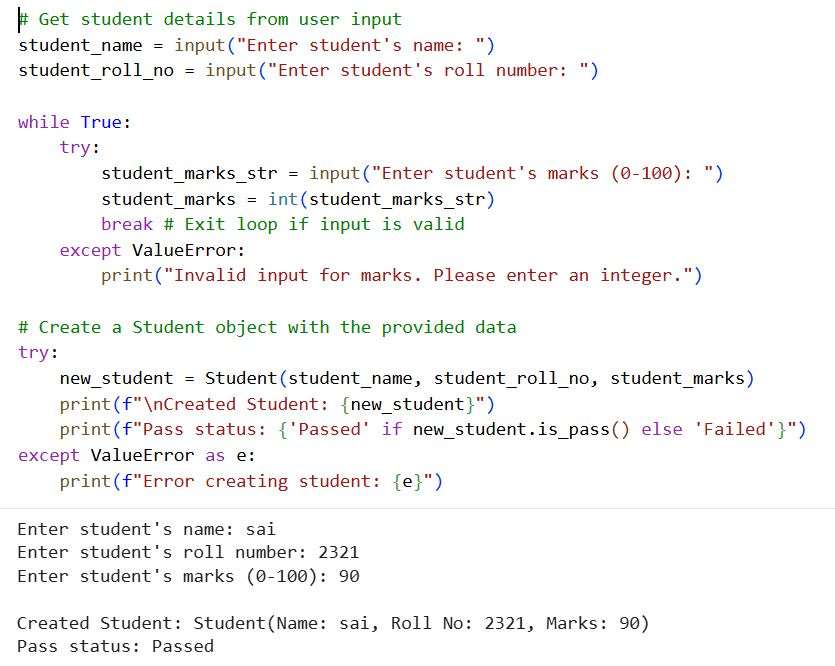 # Get student details from user input
student_name = input("Enter student's name: ")
student_roll_no = input("Enter student's roll number: ")

while True:
    try:
        student_marks_str = input("Enter student's marks (0-100): ")
        student_marks = int(student_marks_str)
        break # Exit loop if input is valid
    except ValueError:
        print("Invalid input for marks. Please enter an integer.")

# Create a Student object with the provided data
try:
    new_student = Student(student_name, student_roll_no, student_marks)
    print(f"\nCreated Student: {new_student}")
    print(f"Pass status: {'Passed' if new_student.is_pass() else 'Failed'}")
except ValueError as e:
    print(f"Error creating student: {e}")

Enter student's name: sai
Enter student's roll number: 2321
Enter student's marks (0-100): 90

Created Student: Student(Name: sai, Roll No: 2321, Marks: 90)
Pass status: Passed